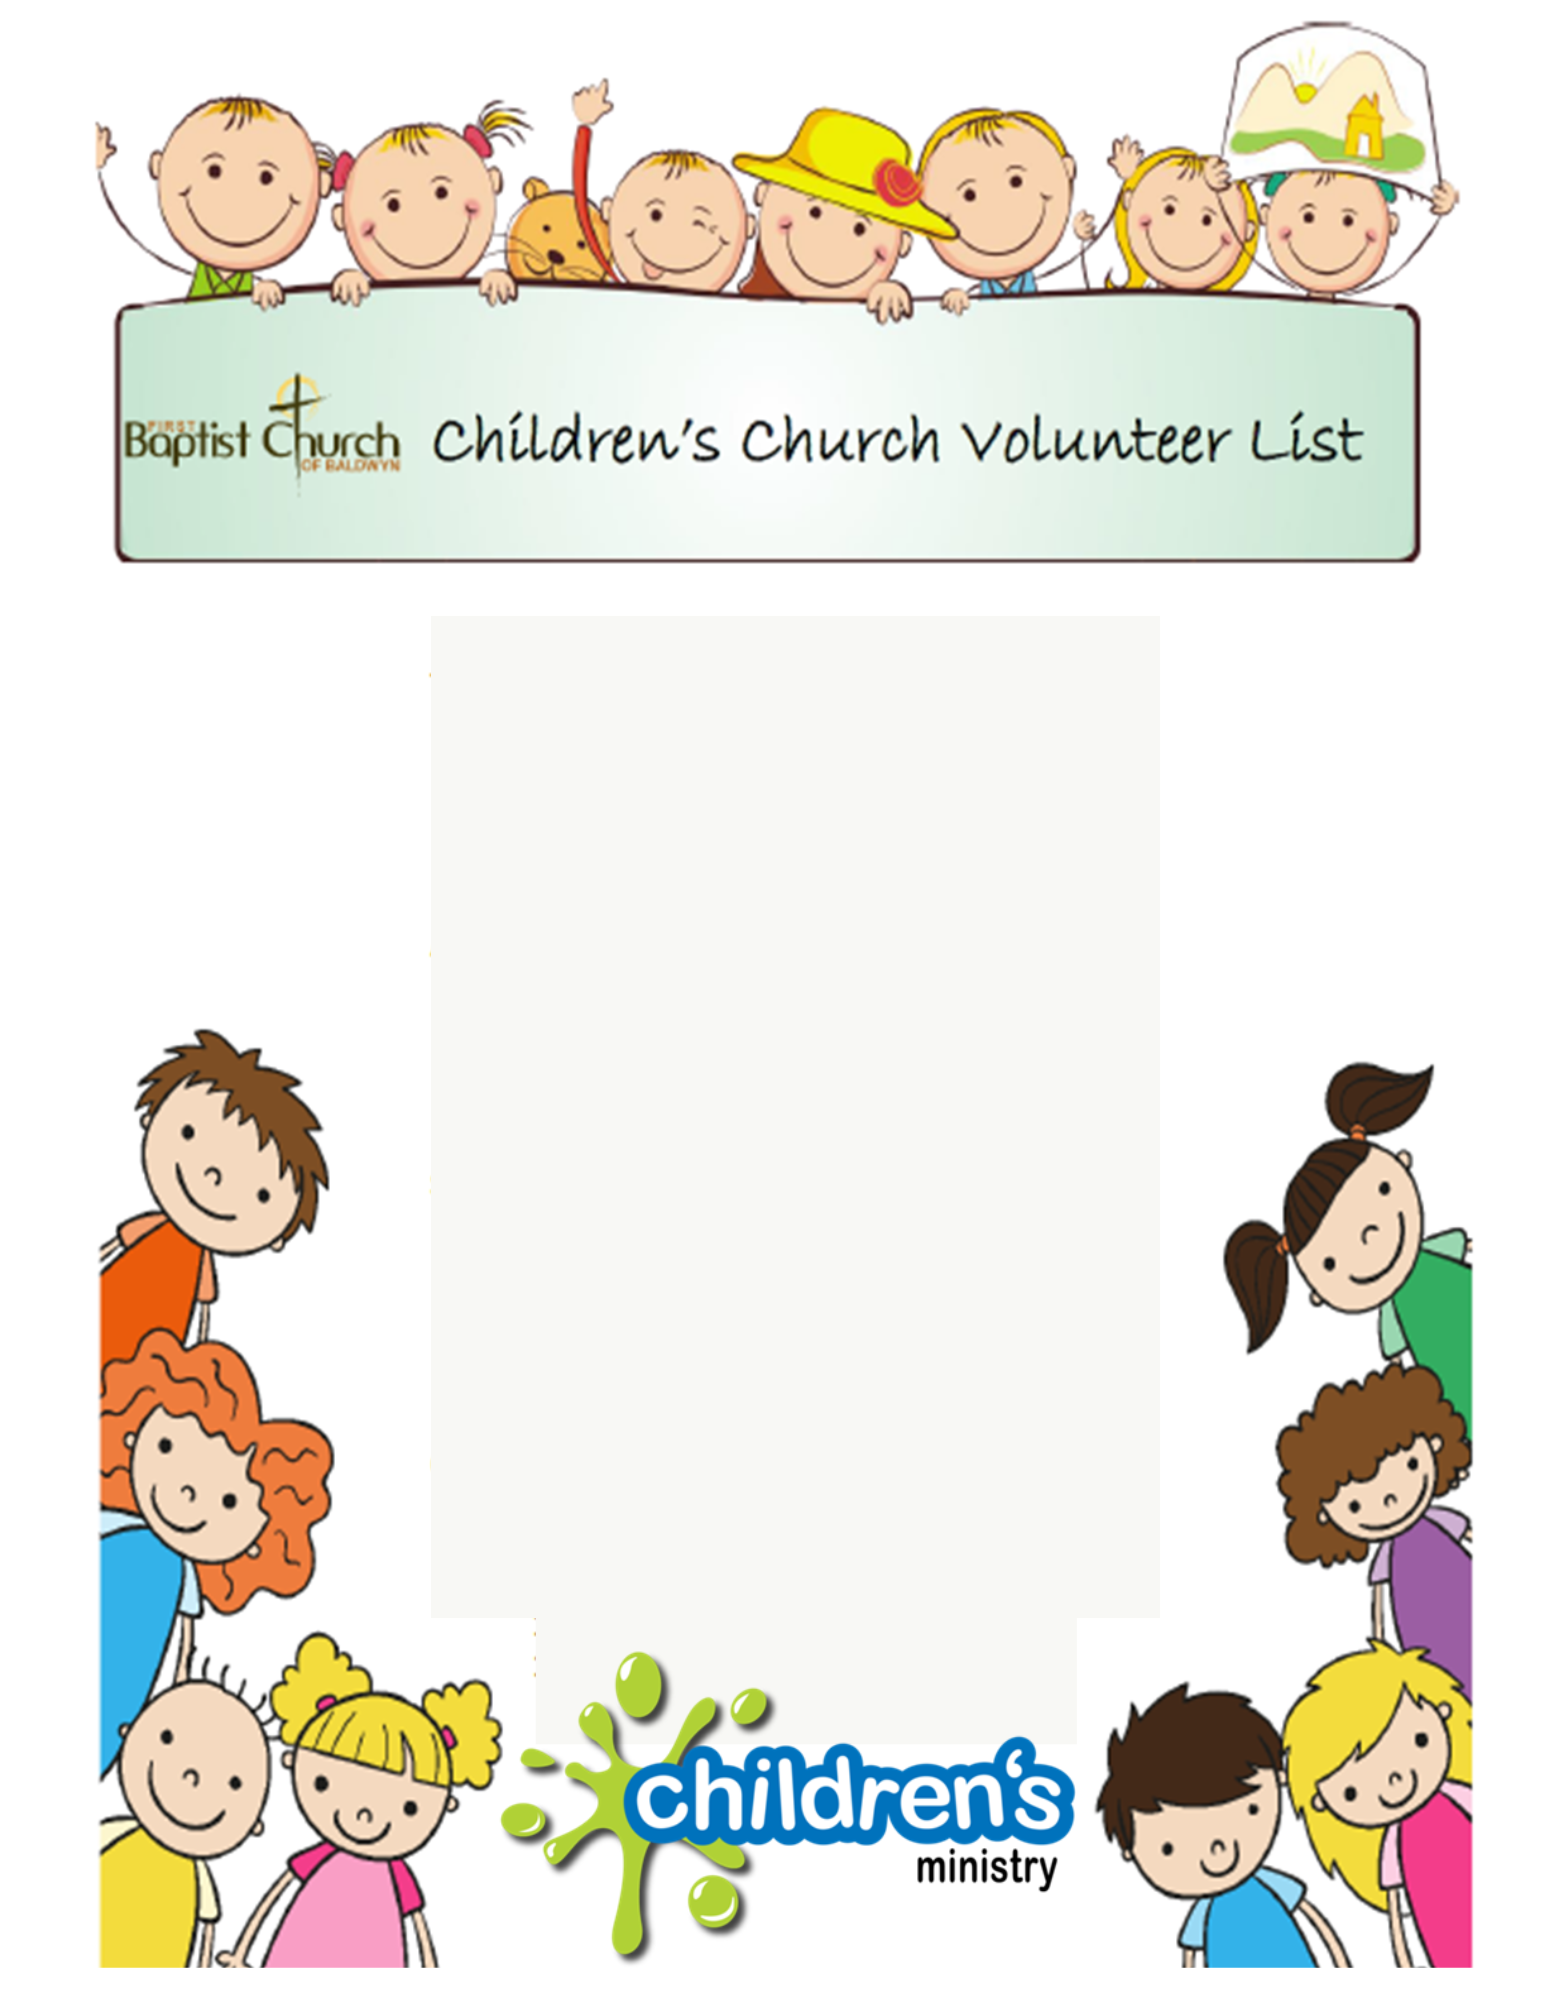 FIRST
Baptist Church
OF BALDWYN
Children's Church Volunteer List
children's
ministry